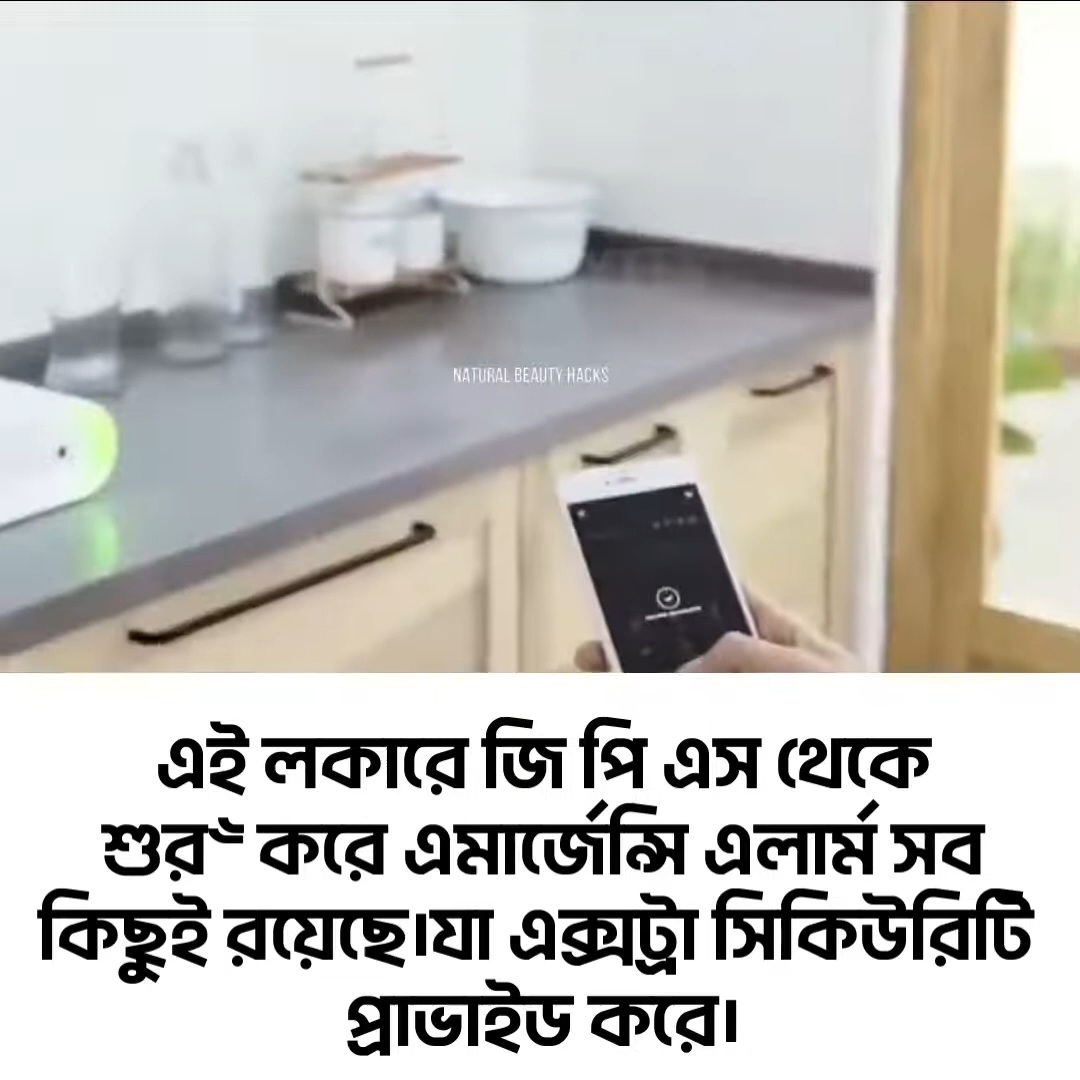 NATURAL BEAUTY HACKS
এই লকারে জি পি এস থেকে
শুরু করে এমার্জেন্সি এলার্ম সব
কিছুই রয়েছে।যা এক্সট্রা সিকিউরিটি
প্রাভাইড করে।